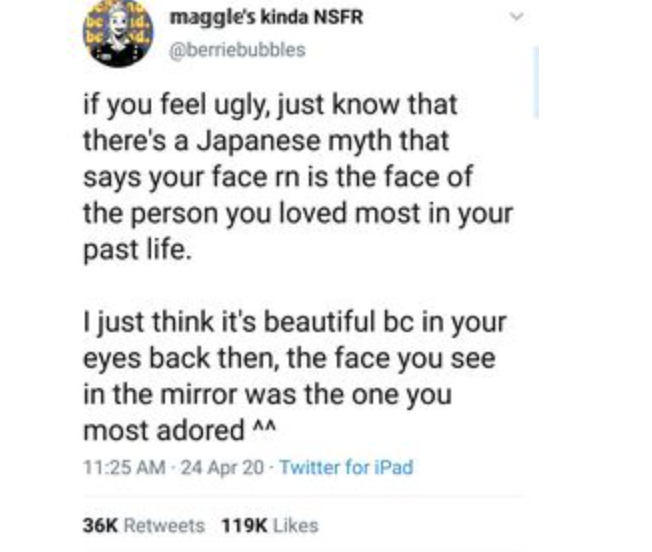 maggle's kinda NSFR
@berriebubbles
if you feel ugly, just know that
there's a Japanese myth that
says your face rn is the face of
the person you loved most in your
past life.
I just think it's beautiful bc in your
eyes back then, the face you see
in the mirror was the one you
most adored ^^
11:25 AM · 24 Apr 20 · Twitter for iPad
36K Retweets 119K Likes